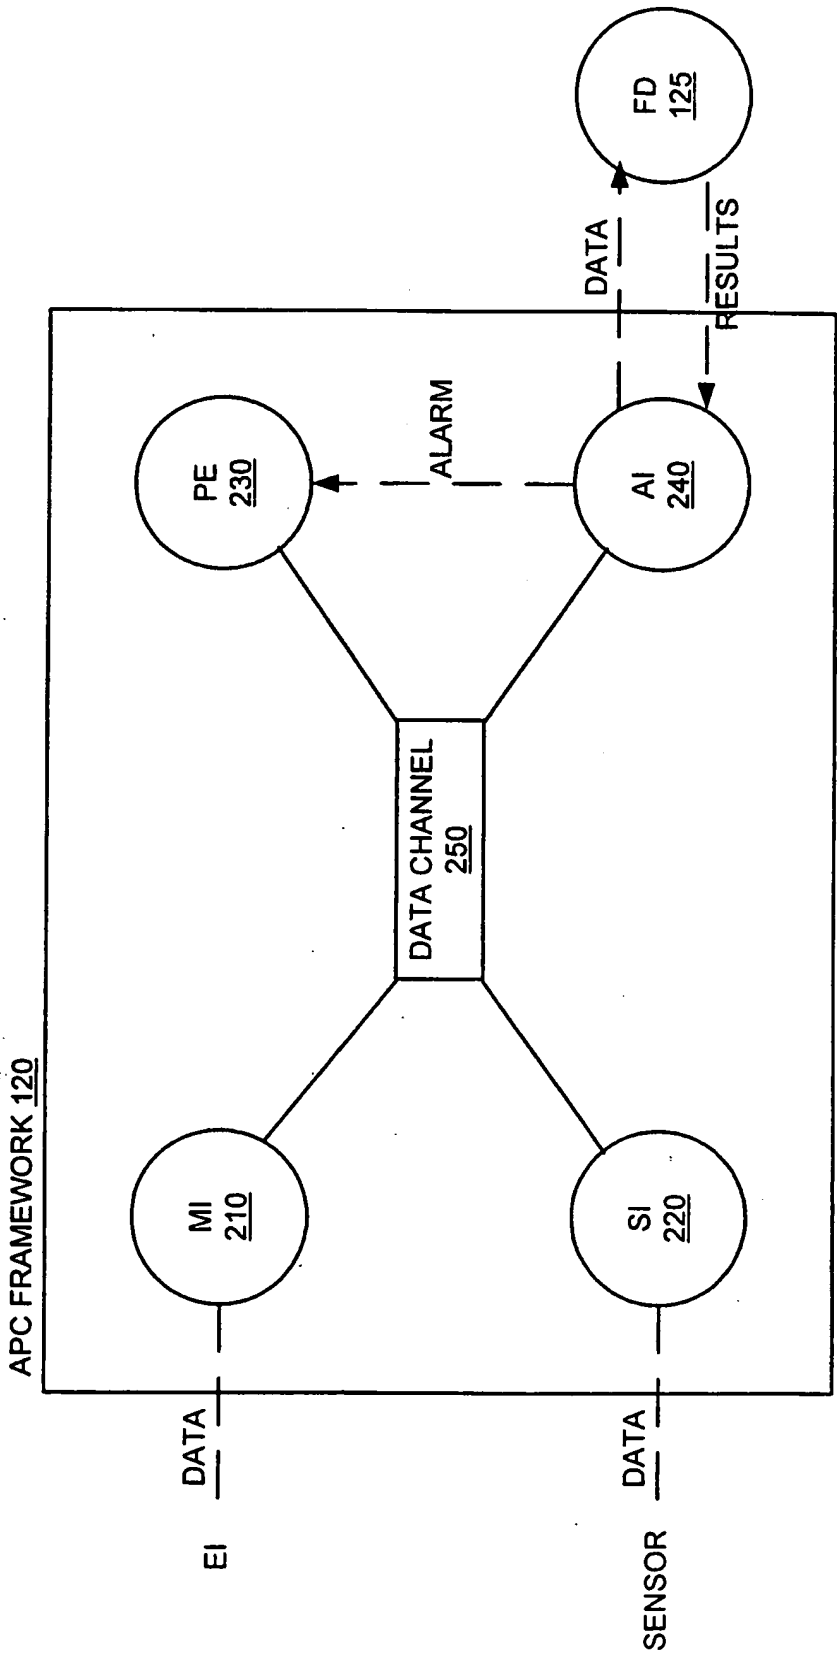 APC FRAMEWORK 120
EI
DATA
MI
210
PE
230
DATA CHANNEL
250
ALARM
SENSOR
DATA
SI
220
AI
240
DATA
RESULTS
FD
125